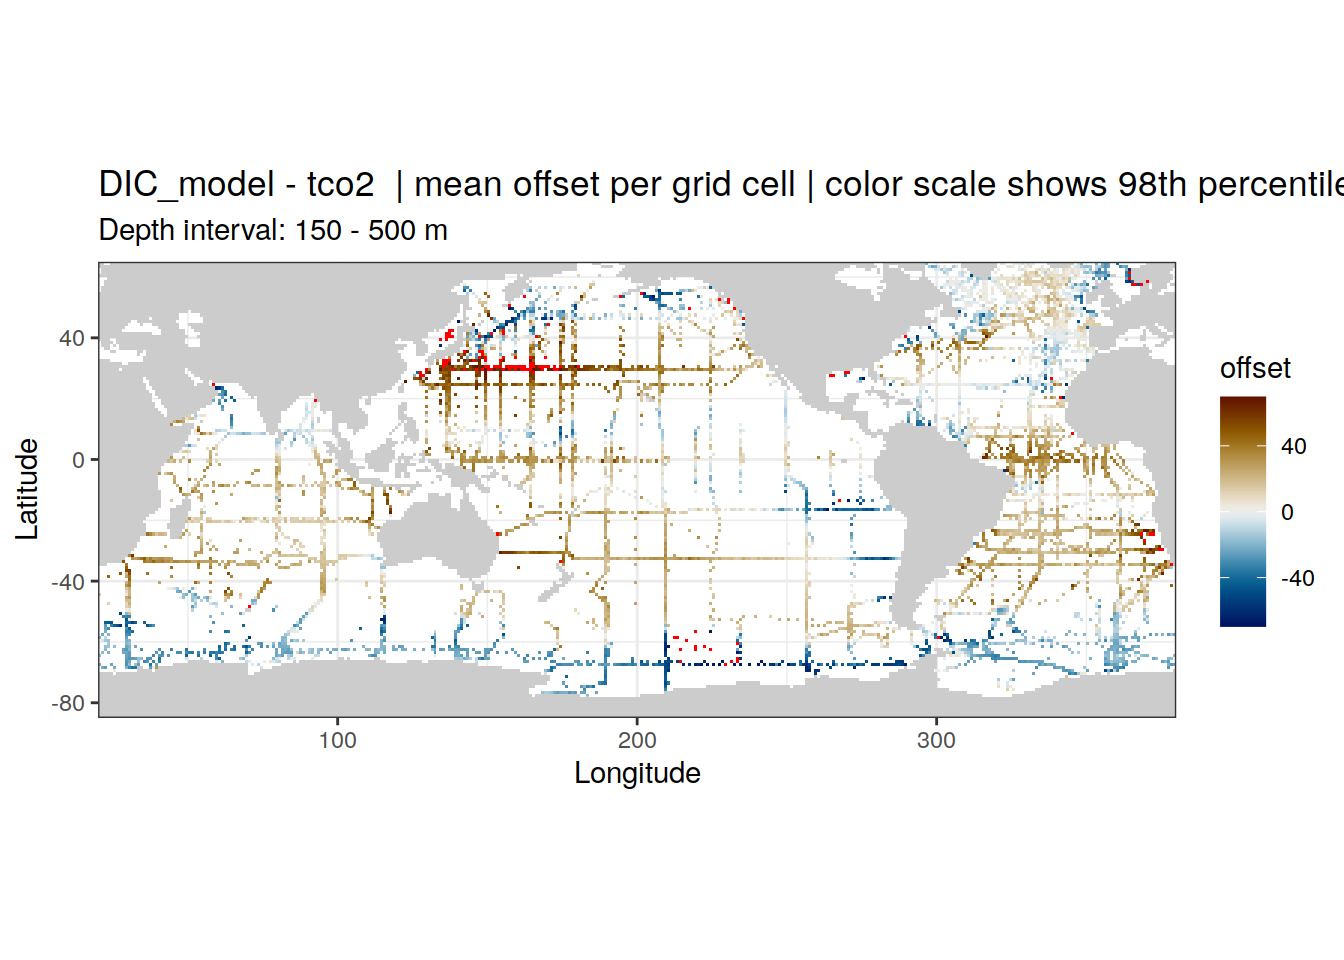 DIC_model - tco2  | mean offset per grid cell | color scale shows 98th percentile
Depth interval: 150 - 500 m
Latitude
40
0
-40
-80
100
200
300
Longitude
offset
40
0
-40